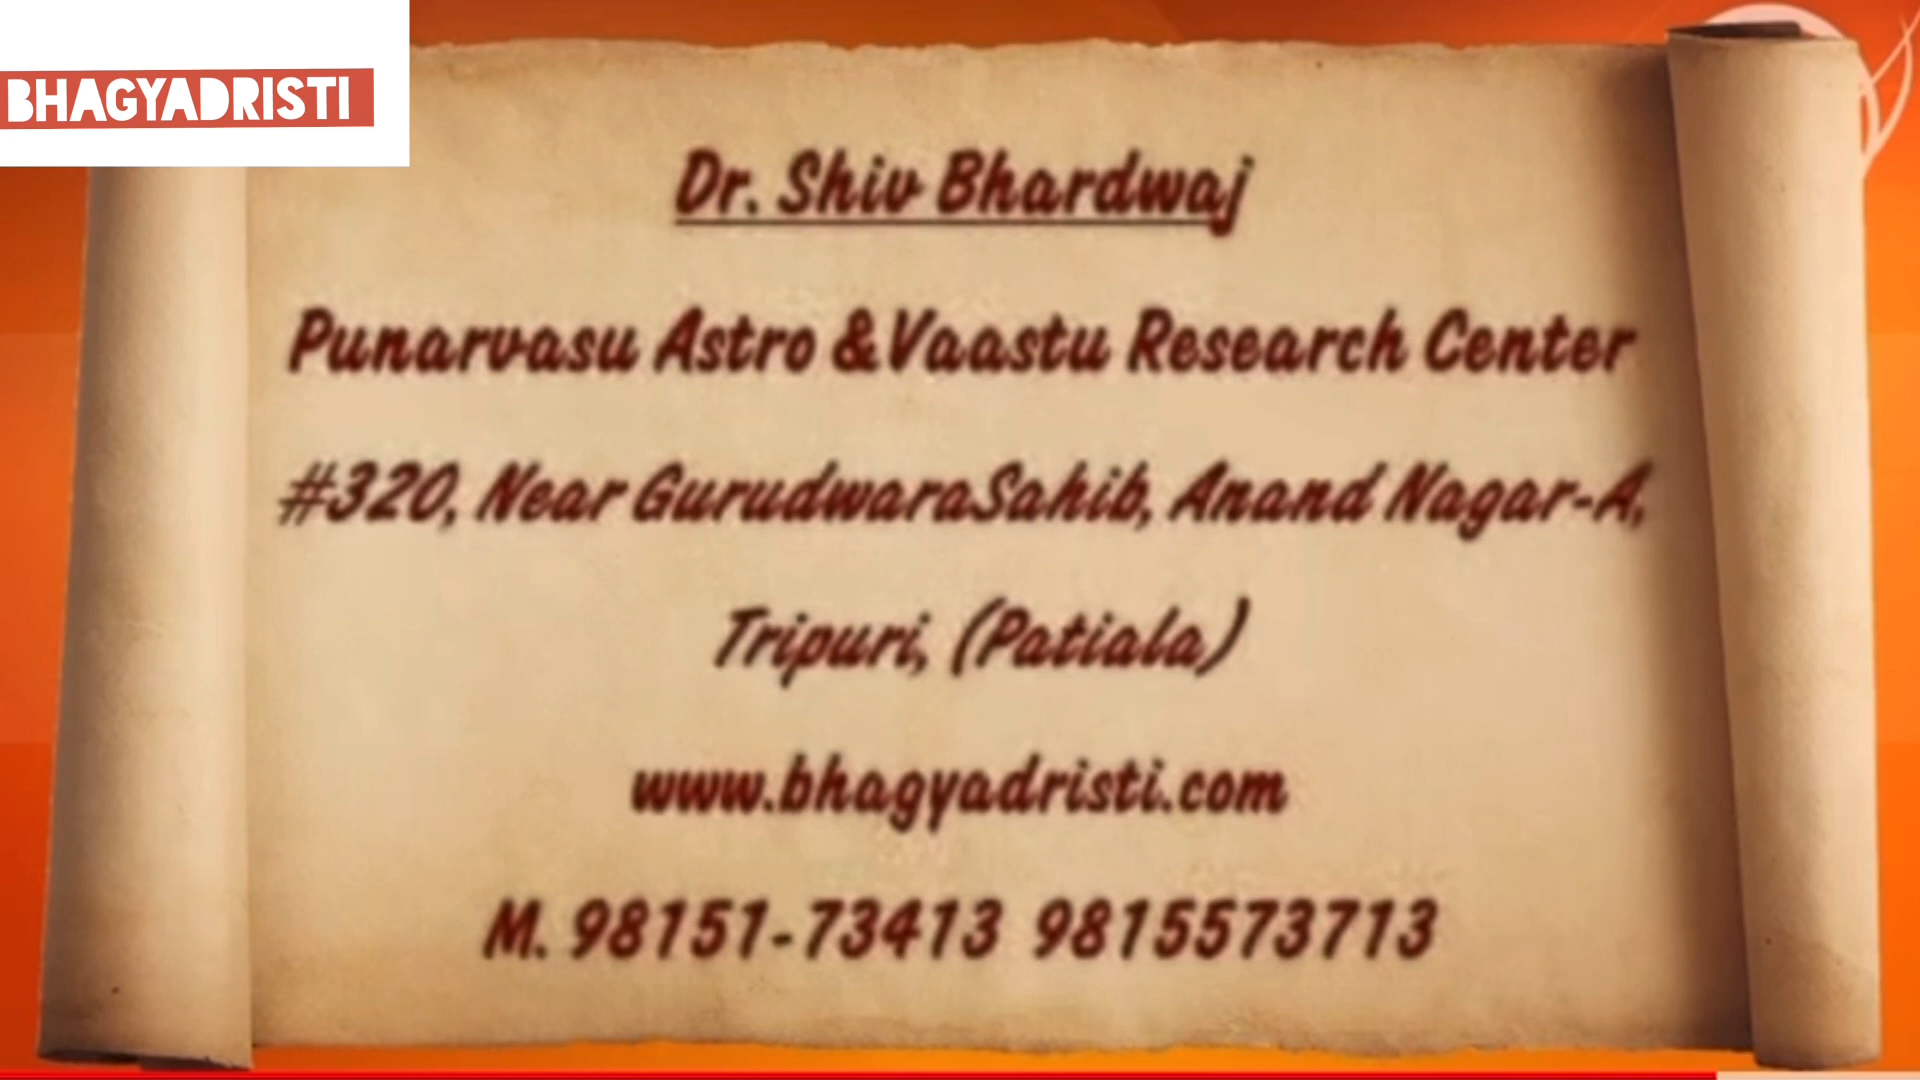 BHAGYADRISTI
Dr. Shiv Bhardwaj
Punarvasu Astro &Vaastu Research Center
#320, Near GurudwaraSahib, Anand Nagar-A,
Tripuri, (Patiala)
www.bhagyadristi.com
M. 98151-73413 9815573713